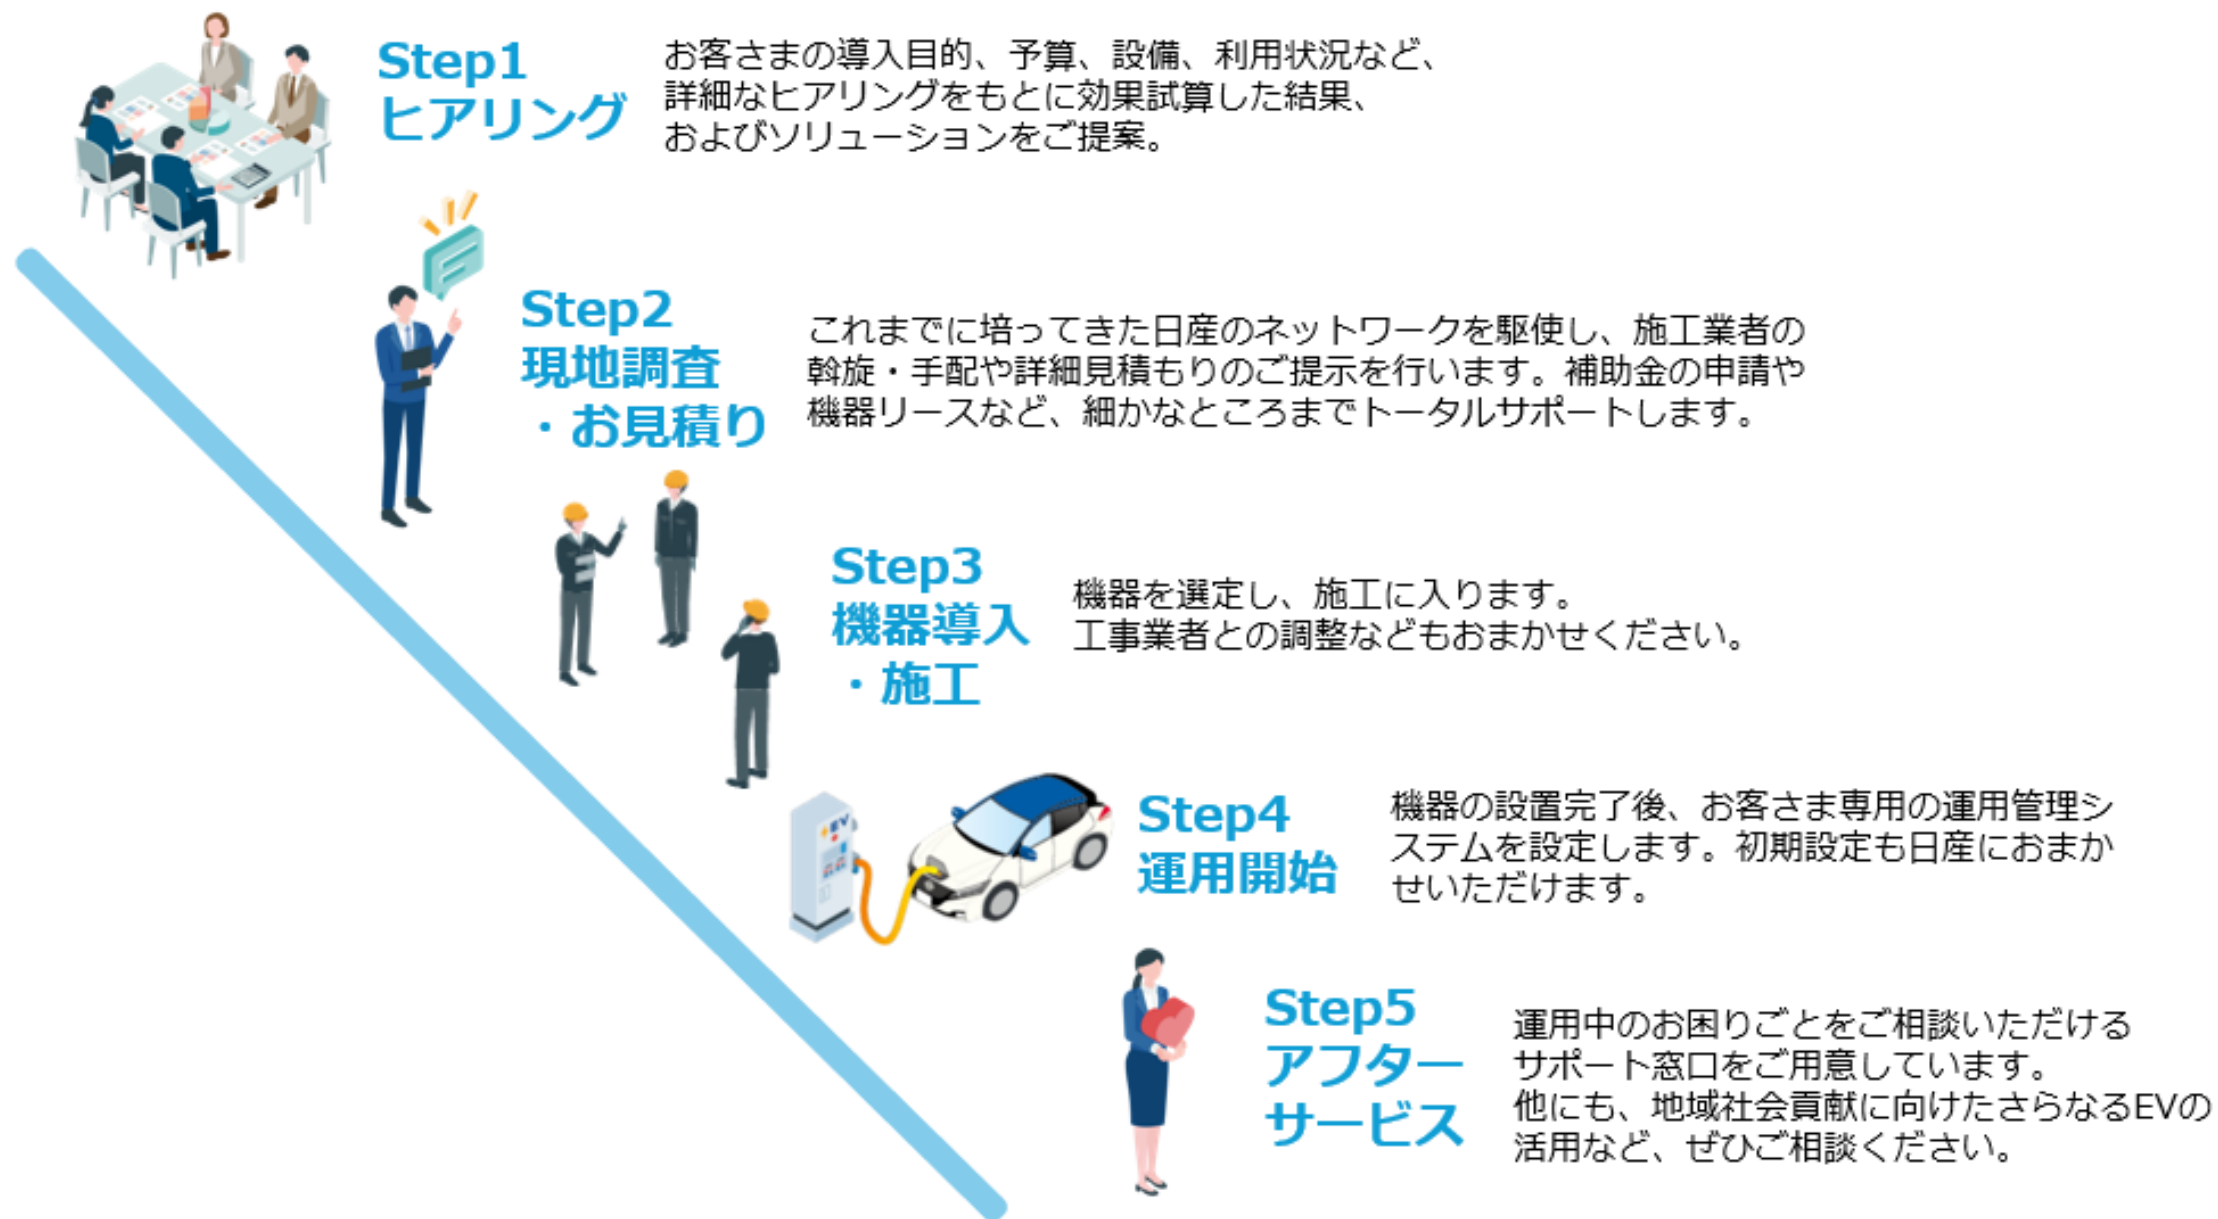 Step1
ヒアリング
お客さまの導入目的、予算、設備、利用状況など、
詳細なヒアリングをもとに効果試算した結果、
およびソリューションをご提案。
Step2
現地調査
・お見積り
これまでに培ってきた日産のネットワークを駆使し、施工業者の
斡旋・手配や詳細見積もりのご提示を行います。補助金の申請や
機器リースなど、細かなところまでトータルサポートします。
Step3
機器導入
・施工
機器を選定し、施工に入ります。
工事業者との調整などもおまかせください。
EV
Step4
運用開始
機器の設置完了後、お客さま専用の運用管理シ
ステムを設定します。初期設定も日産におまか
せいただけます。
Step5
アフター
サービス
運用中のお困りごとをご相談いただける
サポート窓口をご用意しています。
他にも、地域社会貢献に向けたさらなるEVの
活用など、ぜひご相談ください。